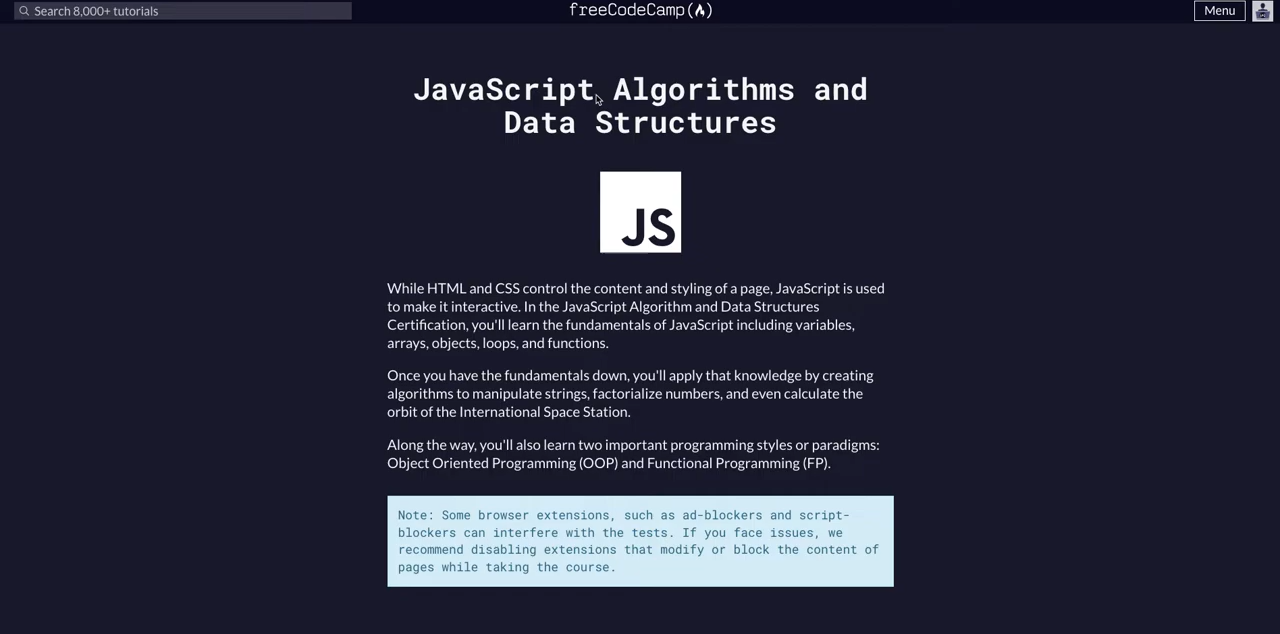 Search 8,000+ tutorials
freeCodeCamp
Menu
JavaScript Algorithms and
Data Structures
JS
While HTML and CSS control the content and styling of a page, JavaScript is used
to make it interactive. In the JavaScript Algorithm and Data Structures
Certification, you'll learn the fundamentals of JavaScript including variables,
arrays, objects, loops, and functions.
Once you have the fundamentals down, you'll apply that knowledge by creating
algorithms to manipulate strings, factorialize numbers, and even calculate the
orbit of the International Space Station.
Along the way, you'll also learn two important programming styles or paradigms:
Object Oriented Programming (OOP) and Functional Programming (FP).
Note: Some browser extensions, such as ad-blockers and script-
blockers can interfere with the tests. If you face issues, we
recommend disabling extensions that modify or block the content of
pages while taking the course.